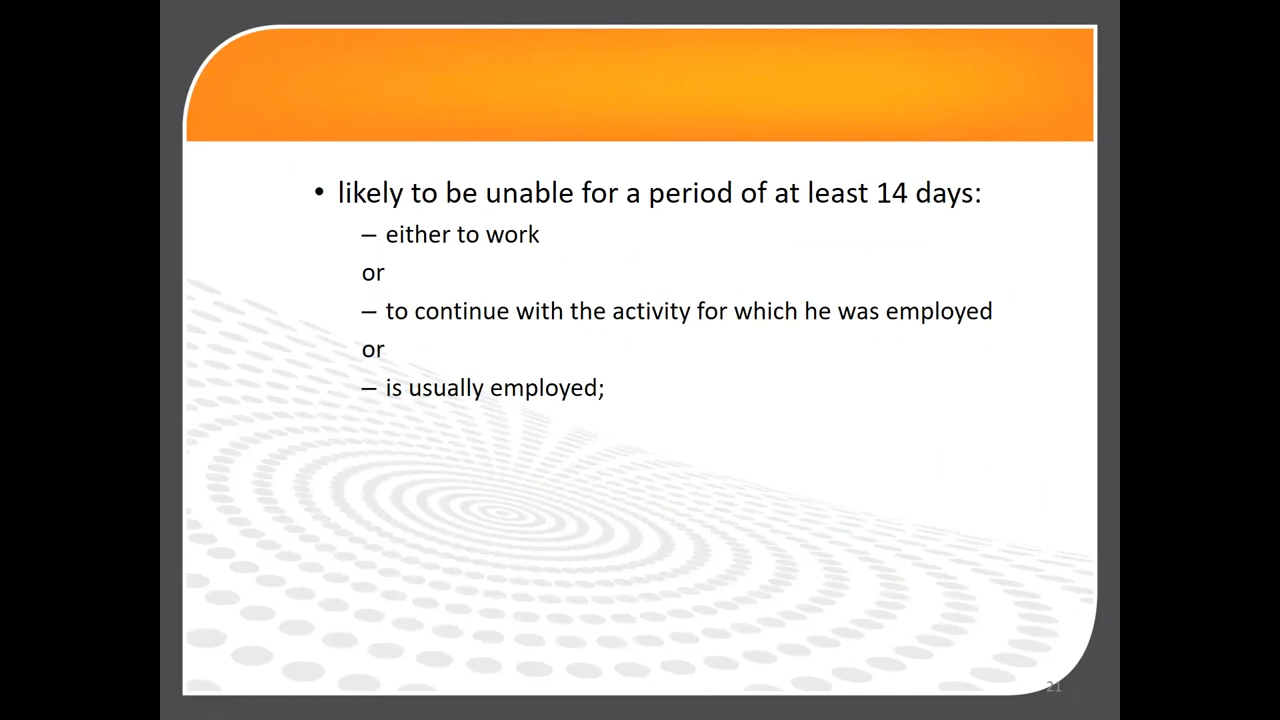 • likely to be unable for a period of at least 14 days:
– either to work
or
– to continue with the activity for which he was employed
or
– is usually employed;
21